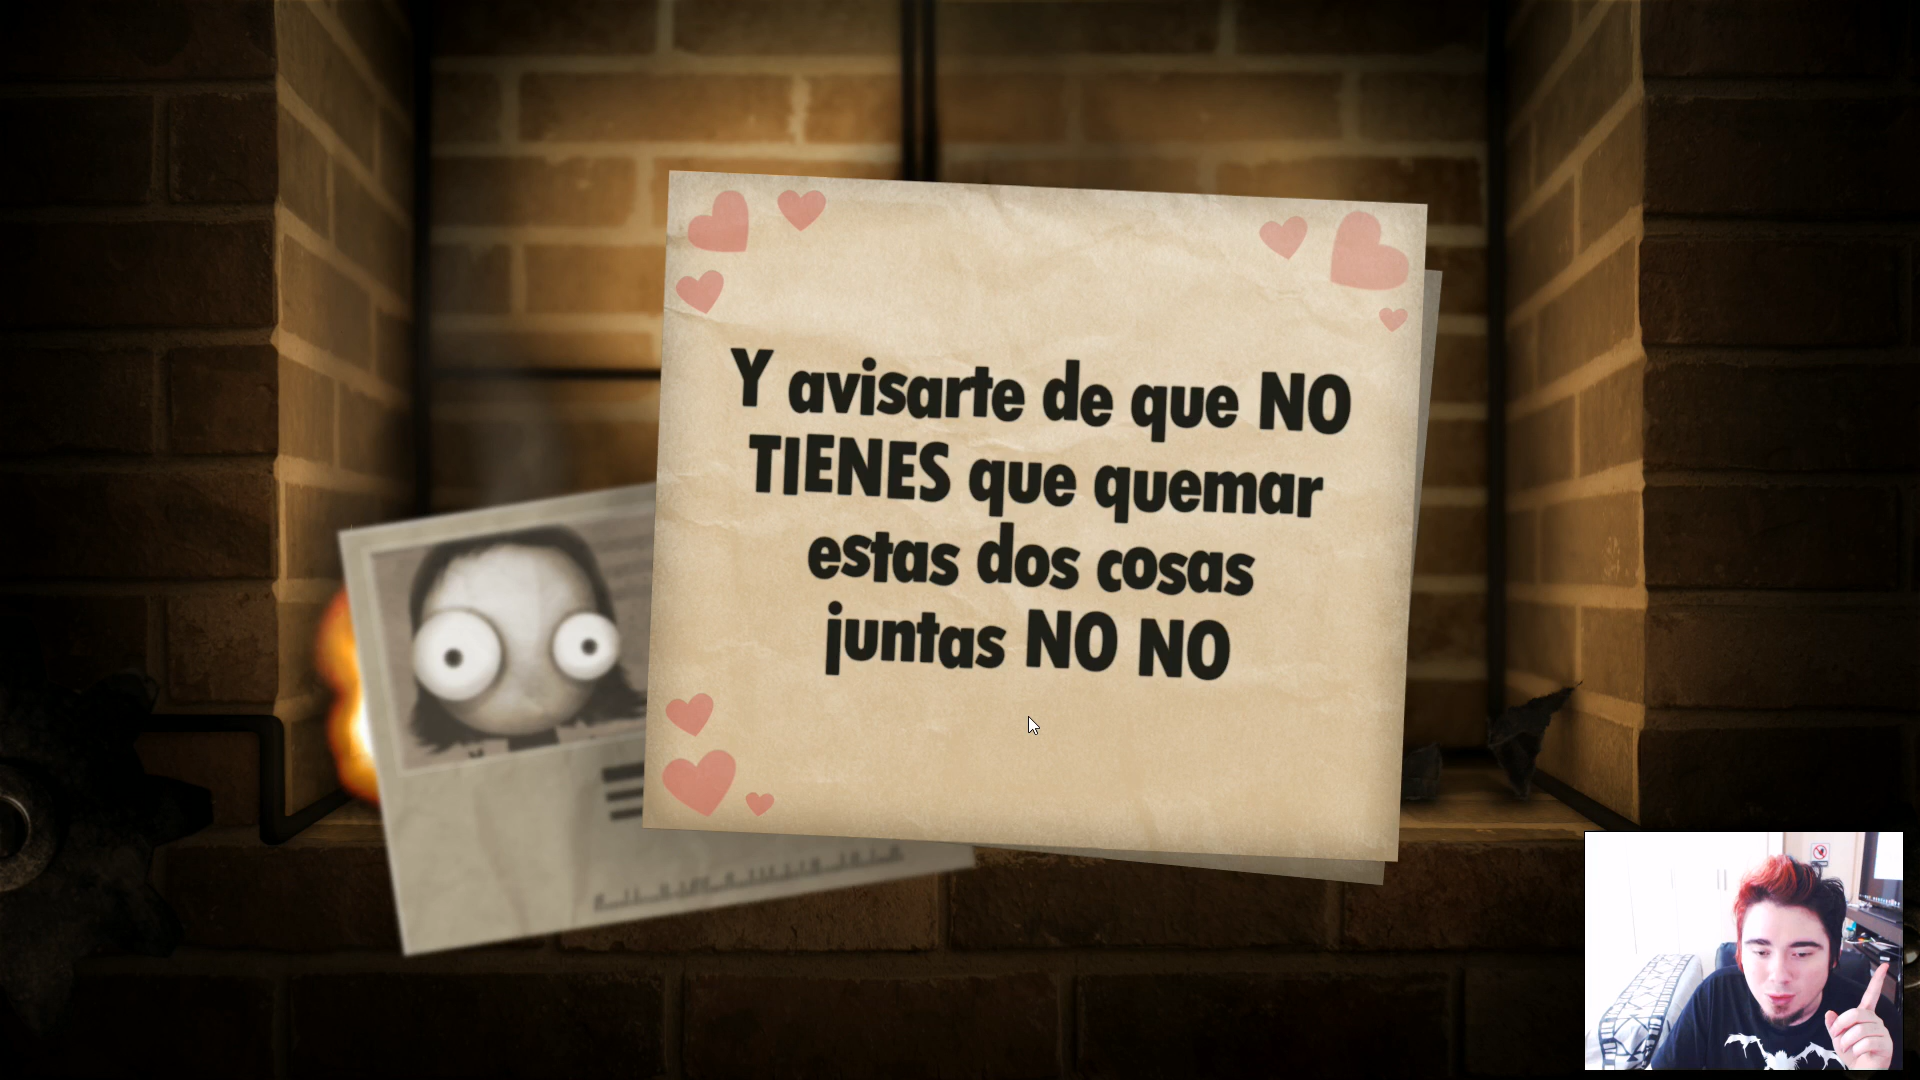 Y avisarte de que NO
TIENES que quemar
estas dos cosas
juntas NO NO